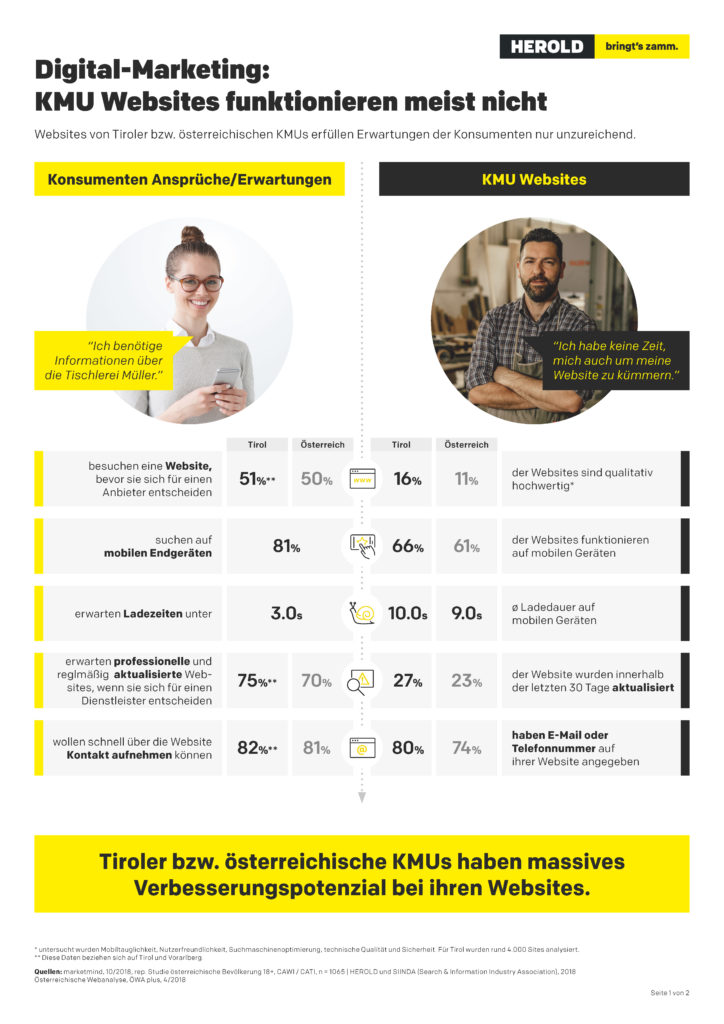 HEROLD bringt's zamm.
Digital-Marketing:
KMU Websites funktionieren meist nicht
Websites von Tiroler bzw. österreichischen KMUs erfüllen Erwartungen der Konsumenten nur unzureichend.
Konsumenten Ansprüche/Erwartungen
KMU Websites
"Ich benötige
Informationen über
die Tischlerei Müller."
"Ich habe keine Zeit,
mich auch um meine
Website zu kümmern."
Tirol Österreich Tirol Österreich
besuchen eine Website,
bevor sie sich für einen
Anbieter entscheiden
51%** 50% www 16% 11%
der Websites sind qualitativ
hochwertig*
suchen auf
mobilen Endgeräten
81% 66% 61%
der Websites funktionieren
auf mobilen Geräten
erwarten Ladezeiten unter
3.0s 10.0s 9.0s
ø Ladedauer auf
mobilen Geräten
erwarten professionelle und
reglmäßig aktualisierte Web-
sites, wenn sie sich für einen
Dienstleister entscheiden
75%** 70% 27% 23%
der Website wurden innerhalb
der letzten 30 Tage aktualisiert
wollen schnell über die Website
Kontakt aufnehmen können
82%** 81% @ 80% 74%
haben E-Mail oder
Telefonnummer auf
ihrer Website angegeben
Tiroler bzw. österreichische KMUs haben massives
Verbesserungspotenzial bei ihren Websites.
* untersucht wurden Mobiltauglichkeit, Nutzerfreundlichkeit, Suchmaschinenoptimierung, technische Qualität und Sicherheit. Für Tirol wurden rund 4.000 Sites analysiert.
** Diese Daten beziehen sich auf Tirol und Vorarlberg.
Quellen: marketmind, 10/2018, rep. Studie österreichische Bevölkerung 18+, CAWI / CATI, n = 1065 | HEROLD und SIINDA (Search & Information Industry Association), 2018
Österreichische Webanalyse, ÖWA plus, 4/2018
Seite 1 von 2